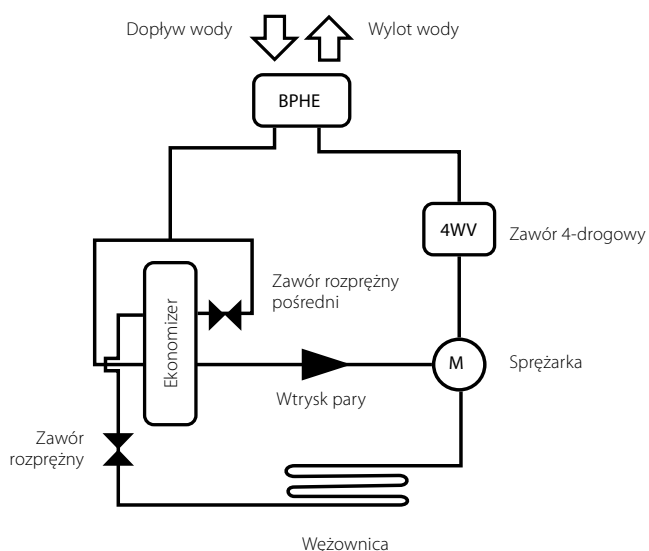 Dopływ wody
Wylot wody
BPHE
4WV
Zawór 4-drogowy
Zawór rozprężny
pośredni
Ekonomizer
M
Sprężarka
Wtrysk pary
Zawór
rozprężny
Wężownica